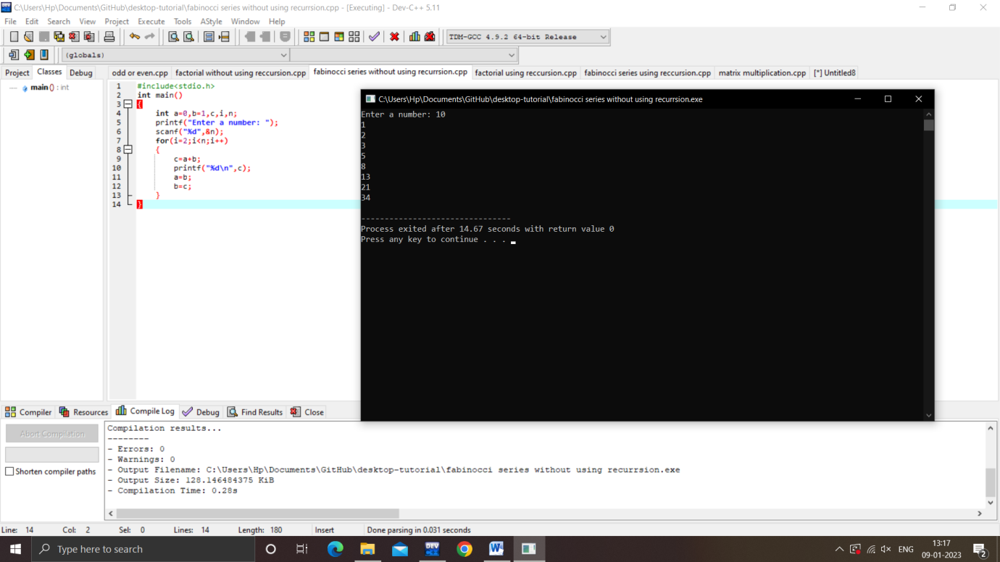 C:\Users\Hp\Documents\GitHub\desktop-tutorial\fabinocci series without using recurrsion.cpp - [Executing] - Dev-C++ 5.11
File Edit Search View Project Execute Tools AStyle Window Help
TDM-GCC 4.9.2 64-bit Release
(globals)
Project Classes Debug
odd or even.cpp factorial without using reccursion.cpp fabinocci series without using recurrsion.cpp factorial using reccursion.cpp fabinocci series using reccursion.cpp matrix multiplication.cpp [*] Untitled8
main () : int
1 #include<stdio.h>
2 int main()
3 {
4 int a=0,b=1,c,i,n;
5 printf("Enter a number: ");
6 scanf("%d",&n);
7 for(i=2;i<n;i++)
8 {
9 c=a+b;
10 printf("%d\n",c);
11 a=b;
12 b=c;
13 }
14 }
C:\Users\Hp\Documents\GitHub\desktop-tutorial\fabinocci series without using recurrsion.exe
Enter a number: 10
1
2
3
5
8
13
21
34
--------------------------------
Process exited after 14.67 seconds with return value 0
Press any key to continue . . .
Compiler Resources Compile Log Debug Find Results Close
Abort Compilation
Shorten compiler paths
Compilation results...
--------
- Errors: 0
- Warnings: 0
- Output Filename: C:\Users\Hp\Documents\GitHub\desktop-tutorial\fabinocci series without using recurrsion.exe
- Output Size: 128.146484375 KiB
- Compilation Time: 0.28s
Line: 14 Col: 2 Sel: 0 Lines: 14 Length: 180 Insert Done parsing in 0.031 seconds
Type here to search
DEV
W
ENG
13:17
09-01-2023
2